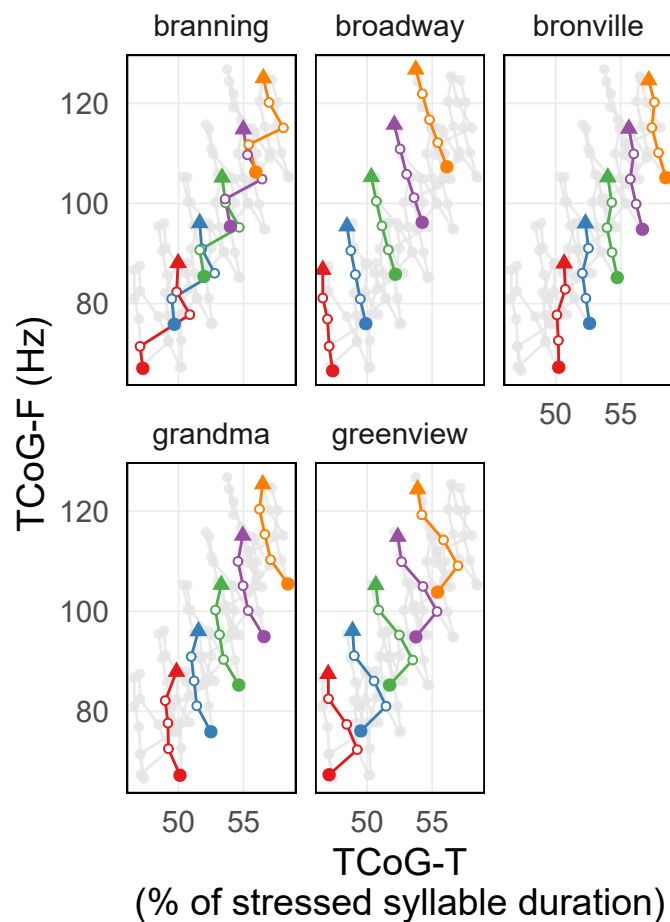 branning broadway bronville
120
100
80
50 55
grandma greenview
120
100
80
50 55 50 55
TCoG-F (Hz)
TCoG-T
(% of stressed syllable duration)